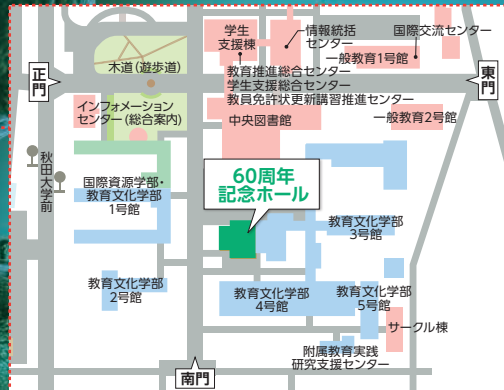 学生
支援棟
情報統括
センター
国際交流センター
一般教育1号館
木道(遊歩道)
正門
東門
教育推進総合センター
学生支援総合センター
教員免許状更新講習推進センター
インフォメーション
センター(総合案内)
中央図書館
一般教育2号館
秋田大学前
国際資源学部・
教育文化学部
1号館
60周年
記念ホール
教育文化学部
3号館
教育文化学部
2号館
教育文化学部
4号館
教育文化学部
5号館
サークル棟
附属教育実践
研究支援センター
南門